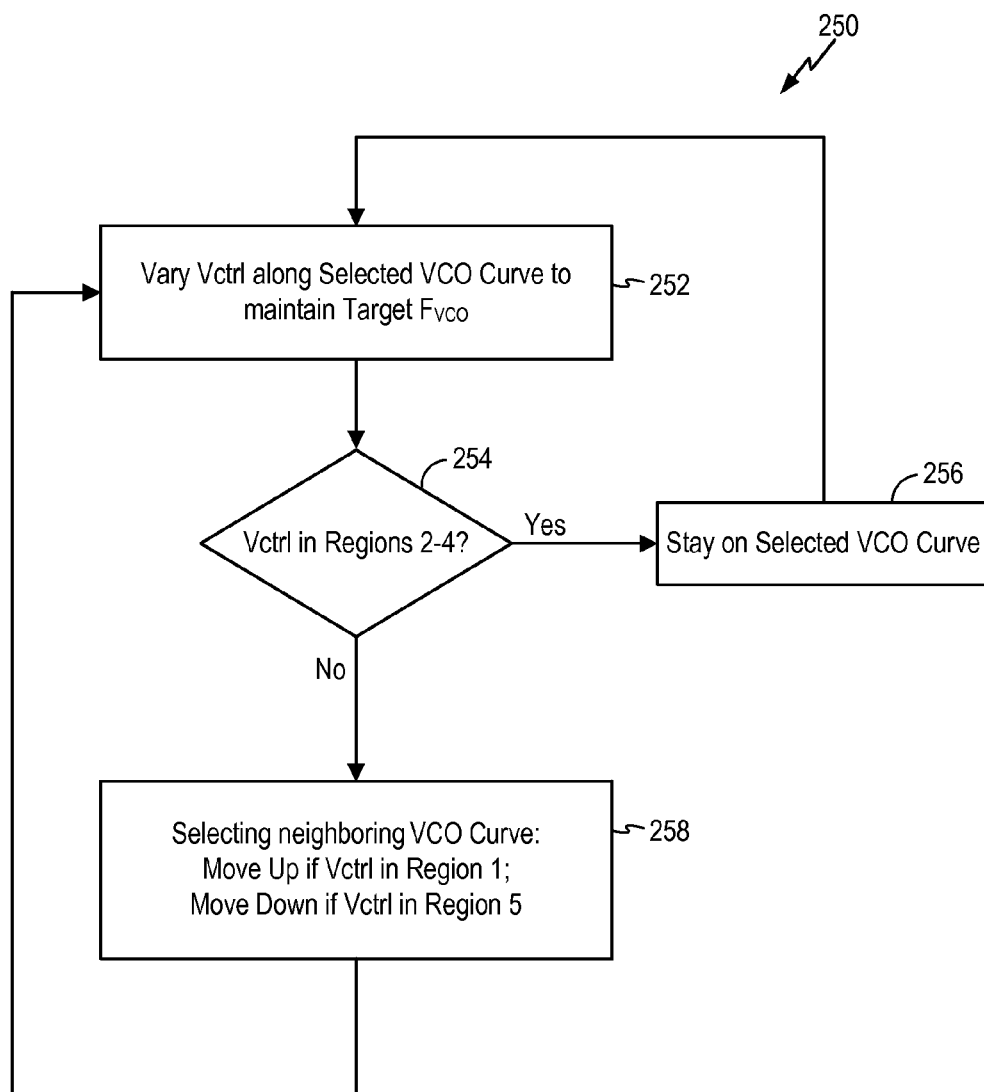 250
Vary Vctrl along Selected VCO Curve to
maintain Target FVCO
252
254
Vctrl in Regions 2-4?
Yes
256
Stay on Selected VCO Curve
No
Selecting neighboring VCO Curve:
Move Up if Vctrl in Region 1;
Move Down if Vctrl in Region 5
258